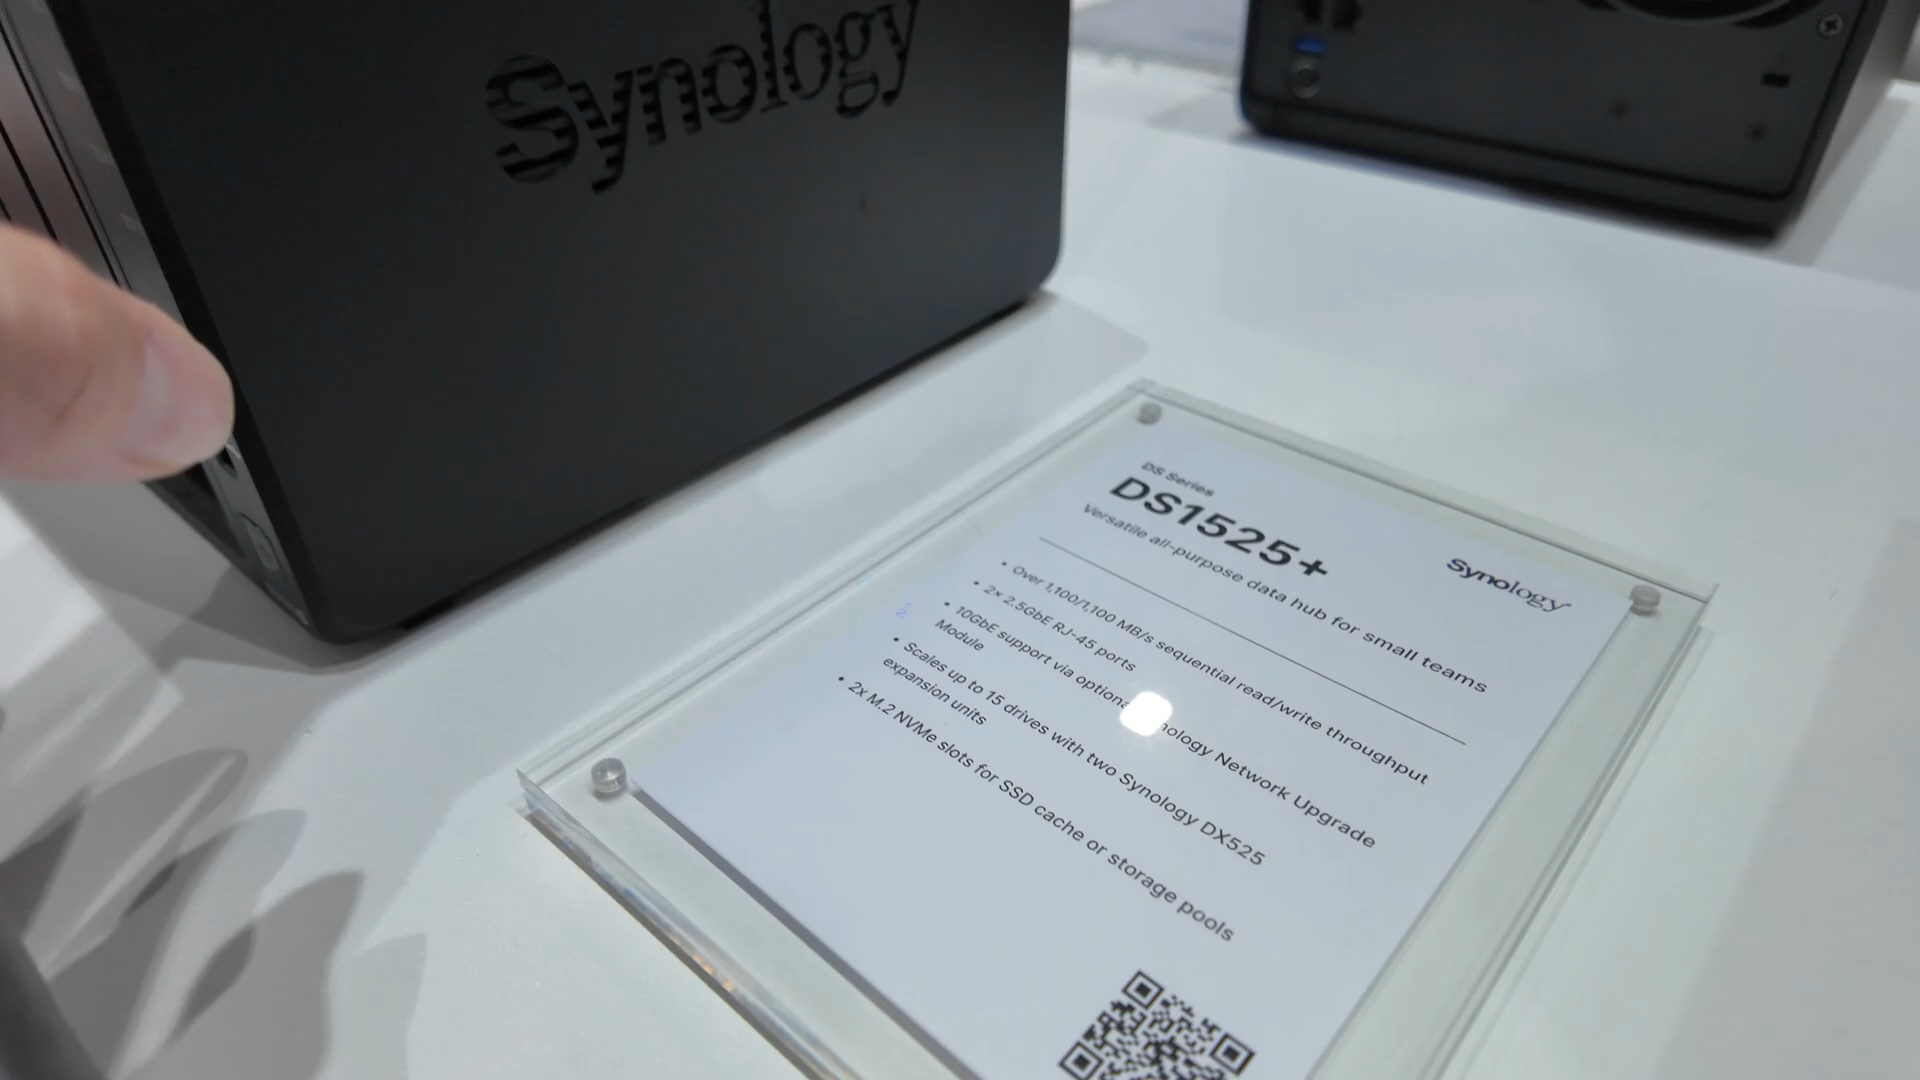 Synology
DS Series
DS1525+
Versatile all-purpose data hub for small teams
Synology
• Over 1,100/1,100 MB/s sequential read/write throughput
• 2x 2.5GbE RJ-45 ports
• 10GbE support via optional Synology Network Upgrade
Module
• Scales up to 15 drives with two Synology DX525
expansion units
• 2x M.2 NVMe slots for SSD cache or storage pools